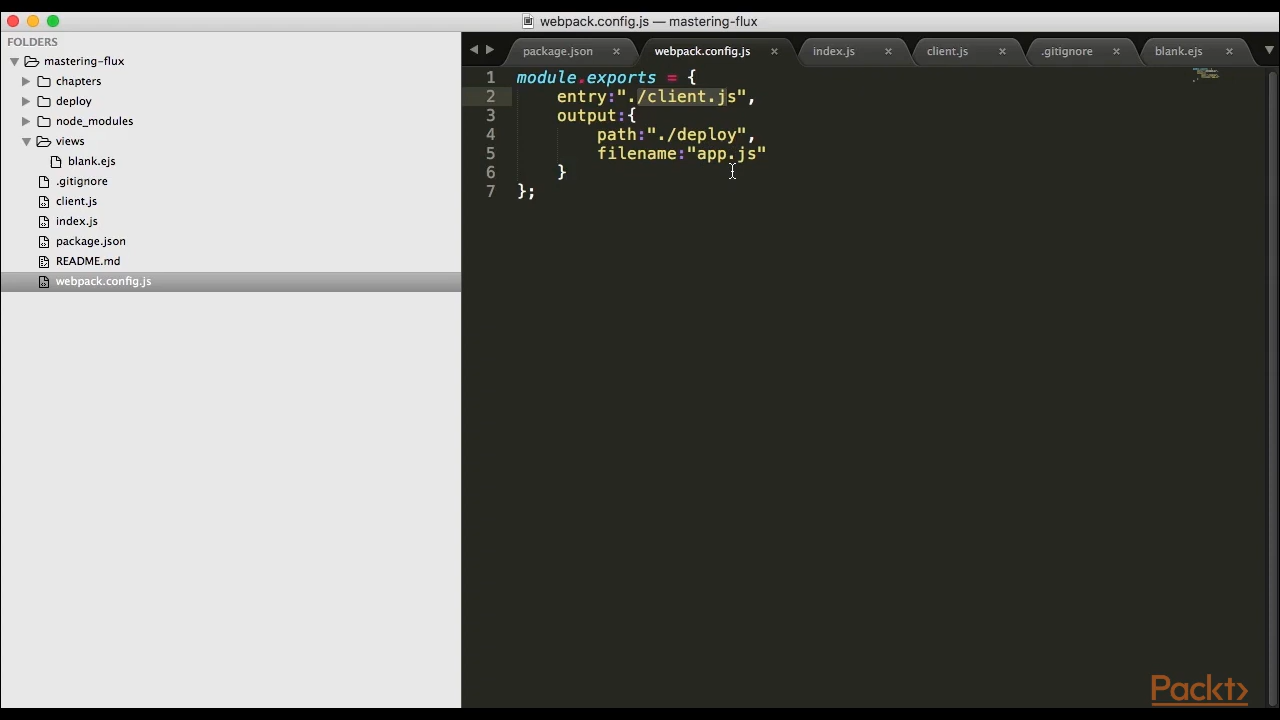 webpack.config.js — mastering-flux
FOLDERS
mastering-flux
chapters
deploy
node_modules
views
blank.ejs
.gitignore
client.js
index.js
package.json
README.md
webpack.config.js
package.json × webpack.config.js × index.js × client.js × .gitignore × blank.ejs ×
1 module.exports = {
2     entry:"./client.js",
3     output:{
4         path:"./deploy",
5         filename:"app.js"
6     }
7 };
Packt>